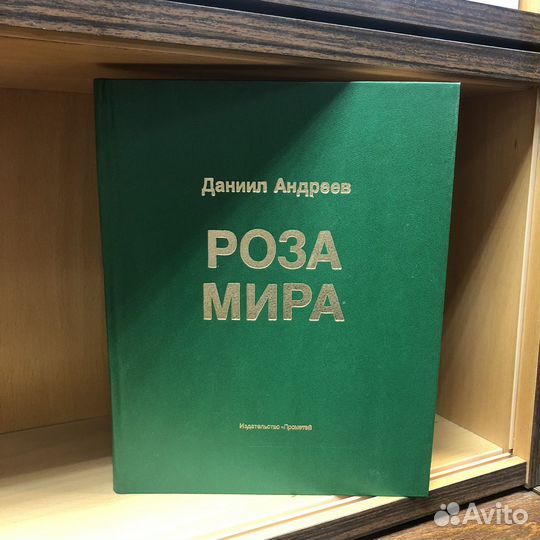 Даниил Андреев
РОЗА
МИРА
Издательство «Прометей
Avito